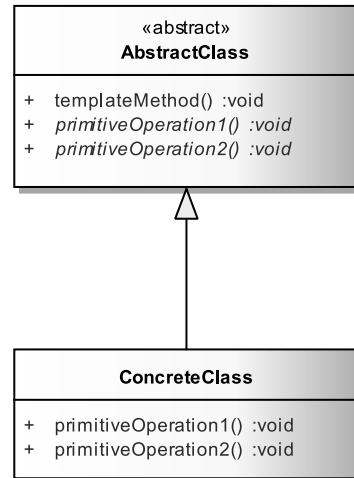 «abstract»
AbstractClass
+ templateMethod() :void
+ primitiveOperation1() :void
+ primitiveOperation2() :void
ConcreteClass
+ primitiveOperation1() :void
+ primitiveOperation2() :void